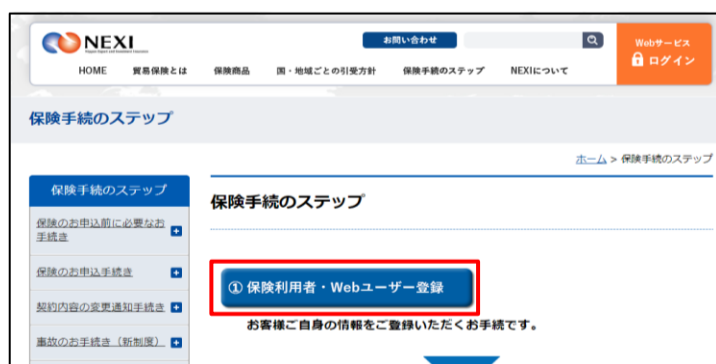 NEXI
お問い合わせ
Webサービス
ログイン
HOME 貿易保険とは 保険商品 国・地域ごとの引受方針 保険手続のステップ NEXIについて
保険手続のステップ
ホーム > 保険手続のステップ
保険手続のステップ
保険のお申込前に必要なお
手続き
保険のお申込手続き
契約内容の変更通知手続き
事故のお手続き（新制度）
保険手続のステップ
① 保険利用者・Webユーザー登録
お客様ご自身の情報をご登録いただくお手続です。